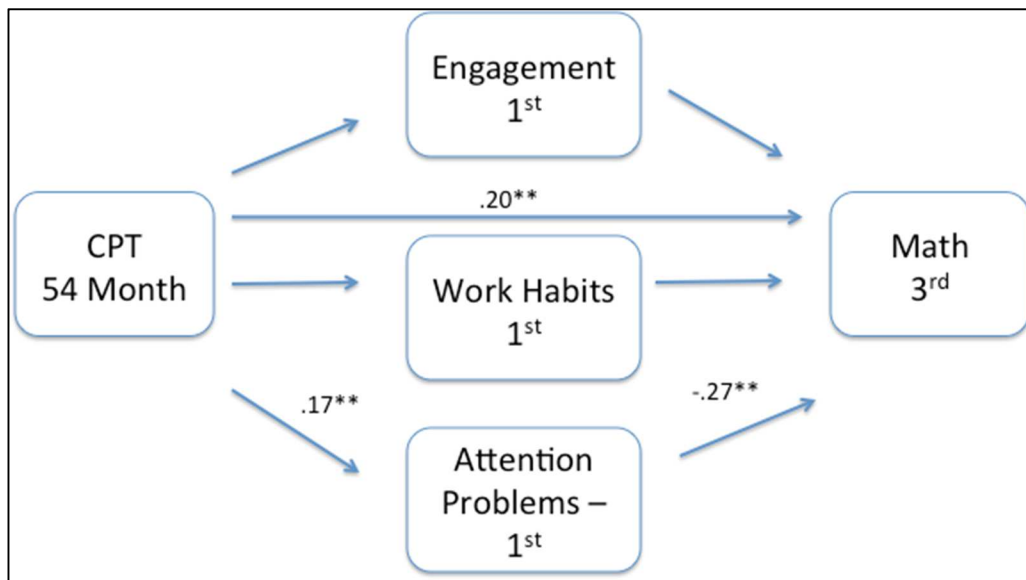 Engagement
1st
.20**
CPT
54 Month
Math
3rd
Work Habits
1st
.17**
-.27**
Attention
Problems –
1st